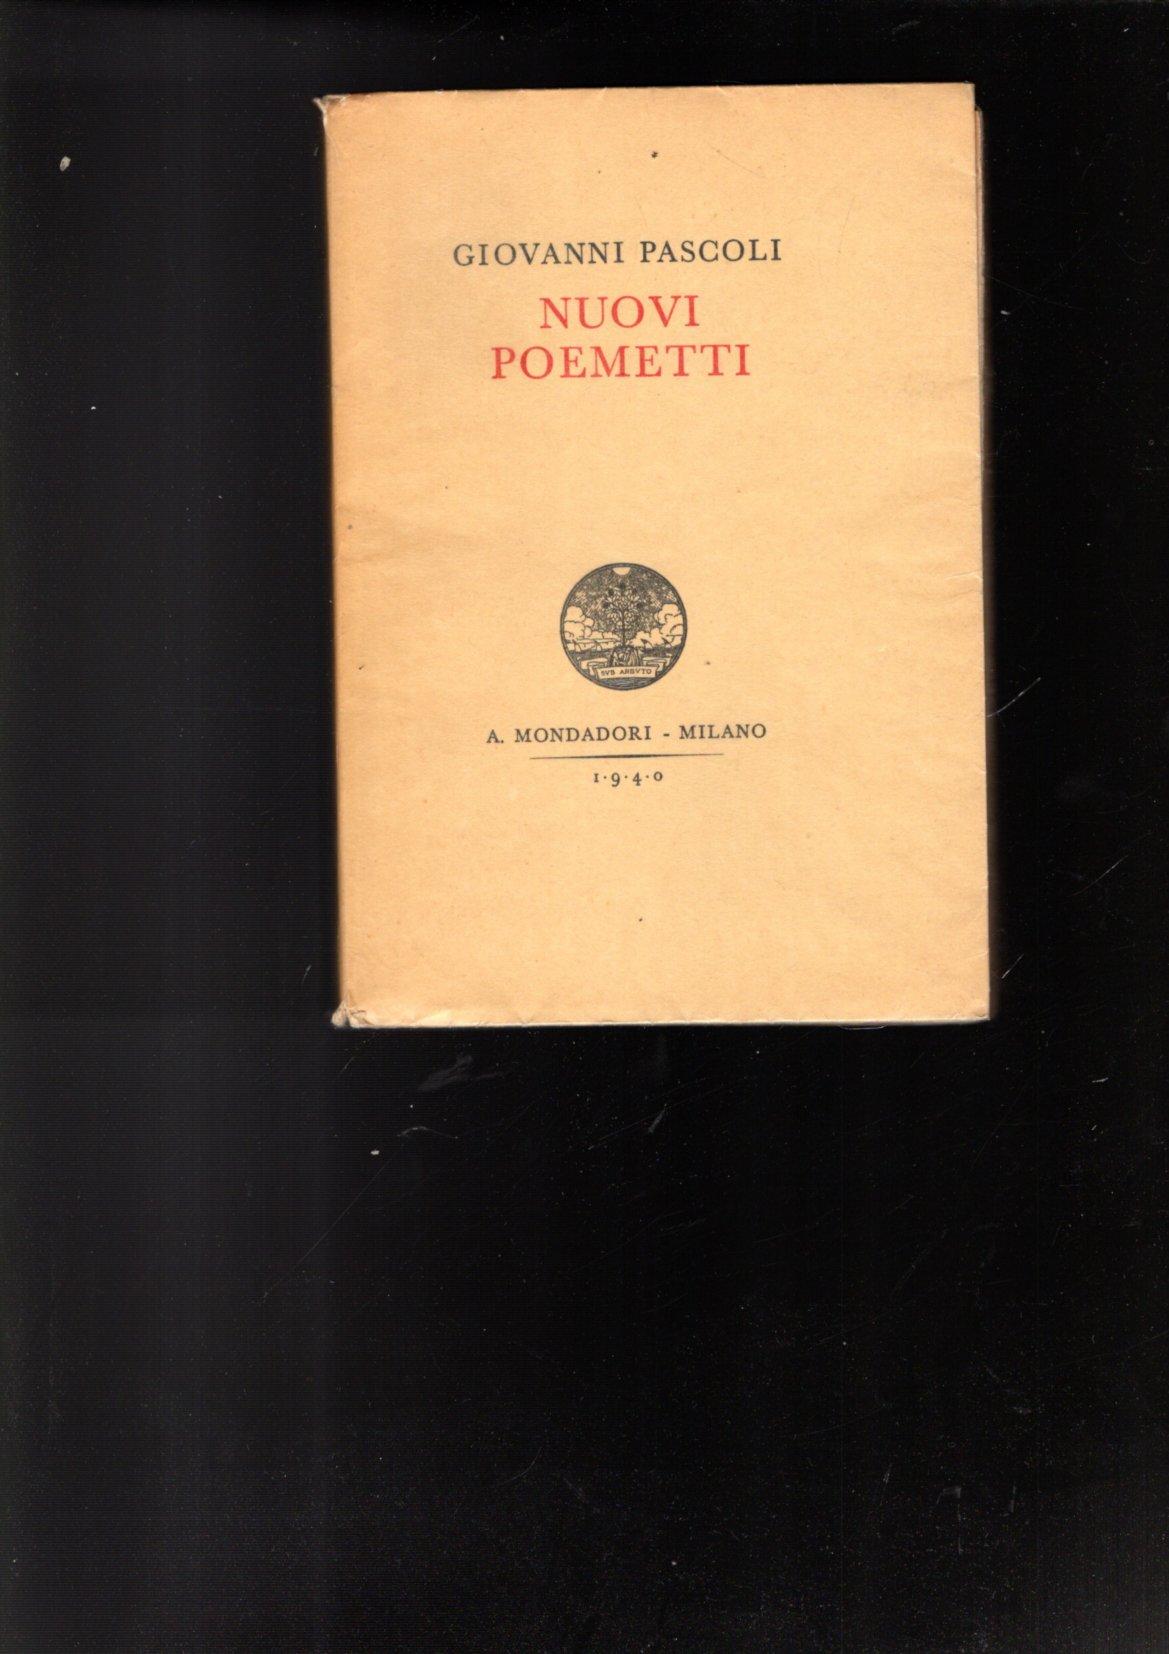 GIOVANNI PASCOLI
NUOVI
POEMETTI
SVB ARBVTO
A. MONDADORI - MILANO
1·9·4·0